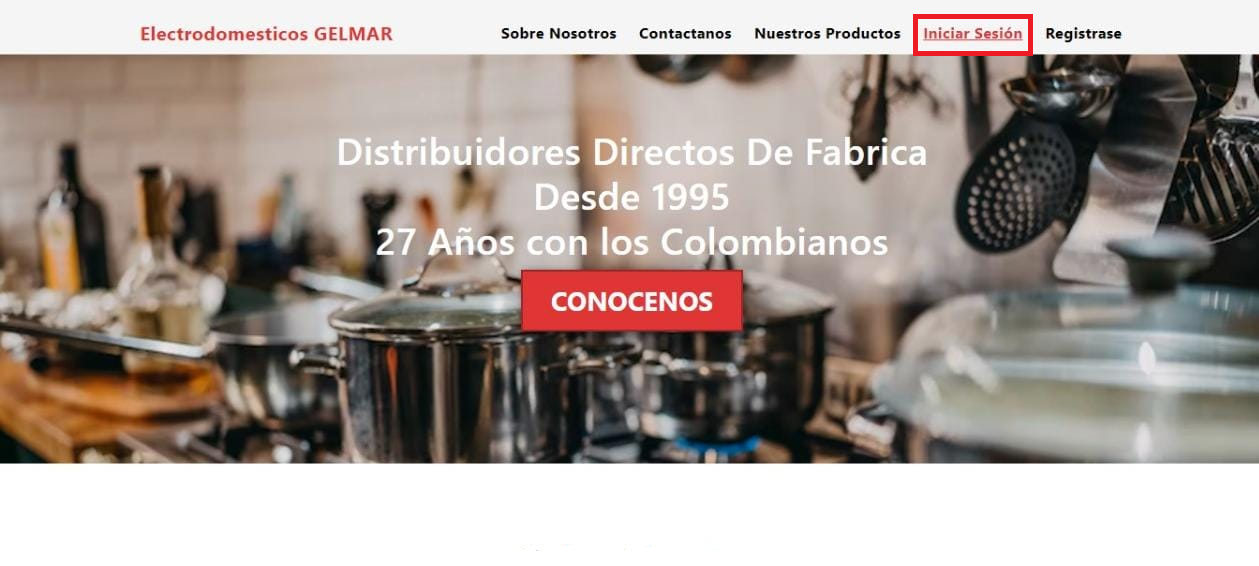 Electrodomesticos GELMAR
Sobre Nosotros
Contactanos
Nuestros Productos
Iniciar Sesión
Registrase
Distribuidores Directos De Fabrica
Desde 1995
27 Años con los Colombianos
CONOCENOS